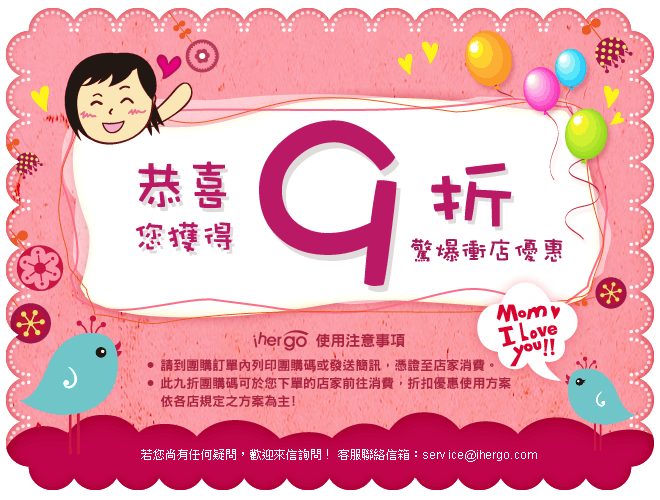 恭喜
您獲得
9折
驚爆衝店優惠
Mom
I Love
you!!
ihergo 使用注意事項
● 請到團購訂單內列印團購碼或發送簡訊，憑證至店家消費。
● 此九折團購碼可於您下單的店家前往消費，折扣優惠使用方案
依各店規定之方案為主!
若您尚有任何疑問，歡迎來信詢問！ 客服聯絡信箱：service@ihergo.com